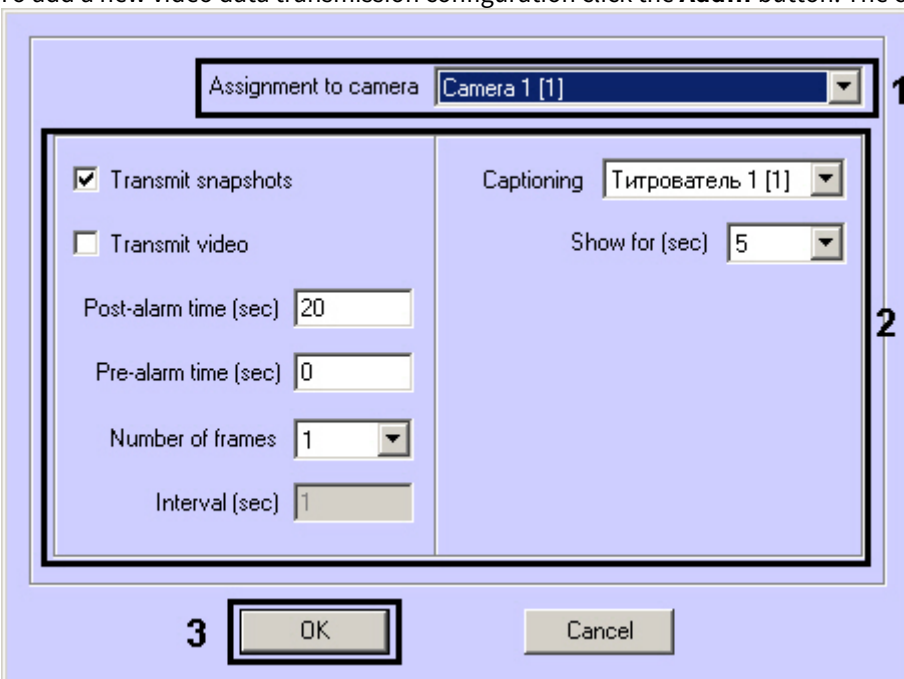 To add a new video data transmission configuration click the Add... button. The
Assignment to camera Camera 1 [1]
1
Transmit snapshots
Transmit video
Post-alarm time (sec) 20
Pre-alarm time (sec) 0
Number of frames 1
Interval (sec) 1
Captioning Титрователь 1 [1]
Show for (sec) 5
2
3
OK
Cancel